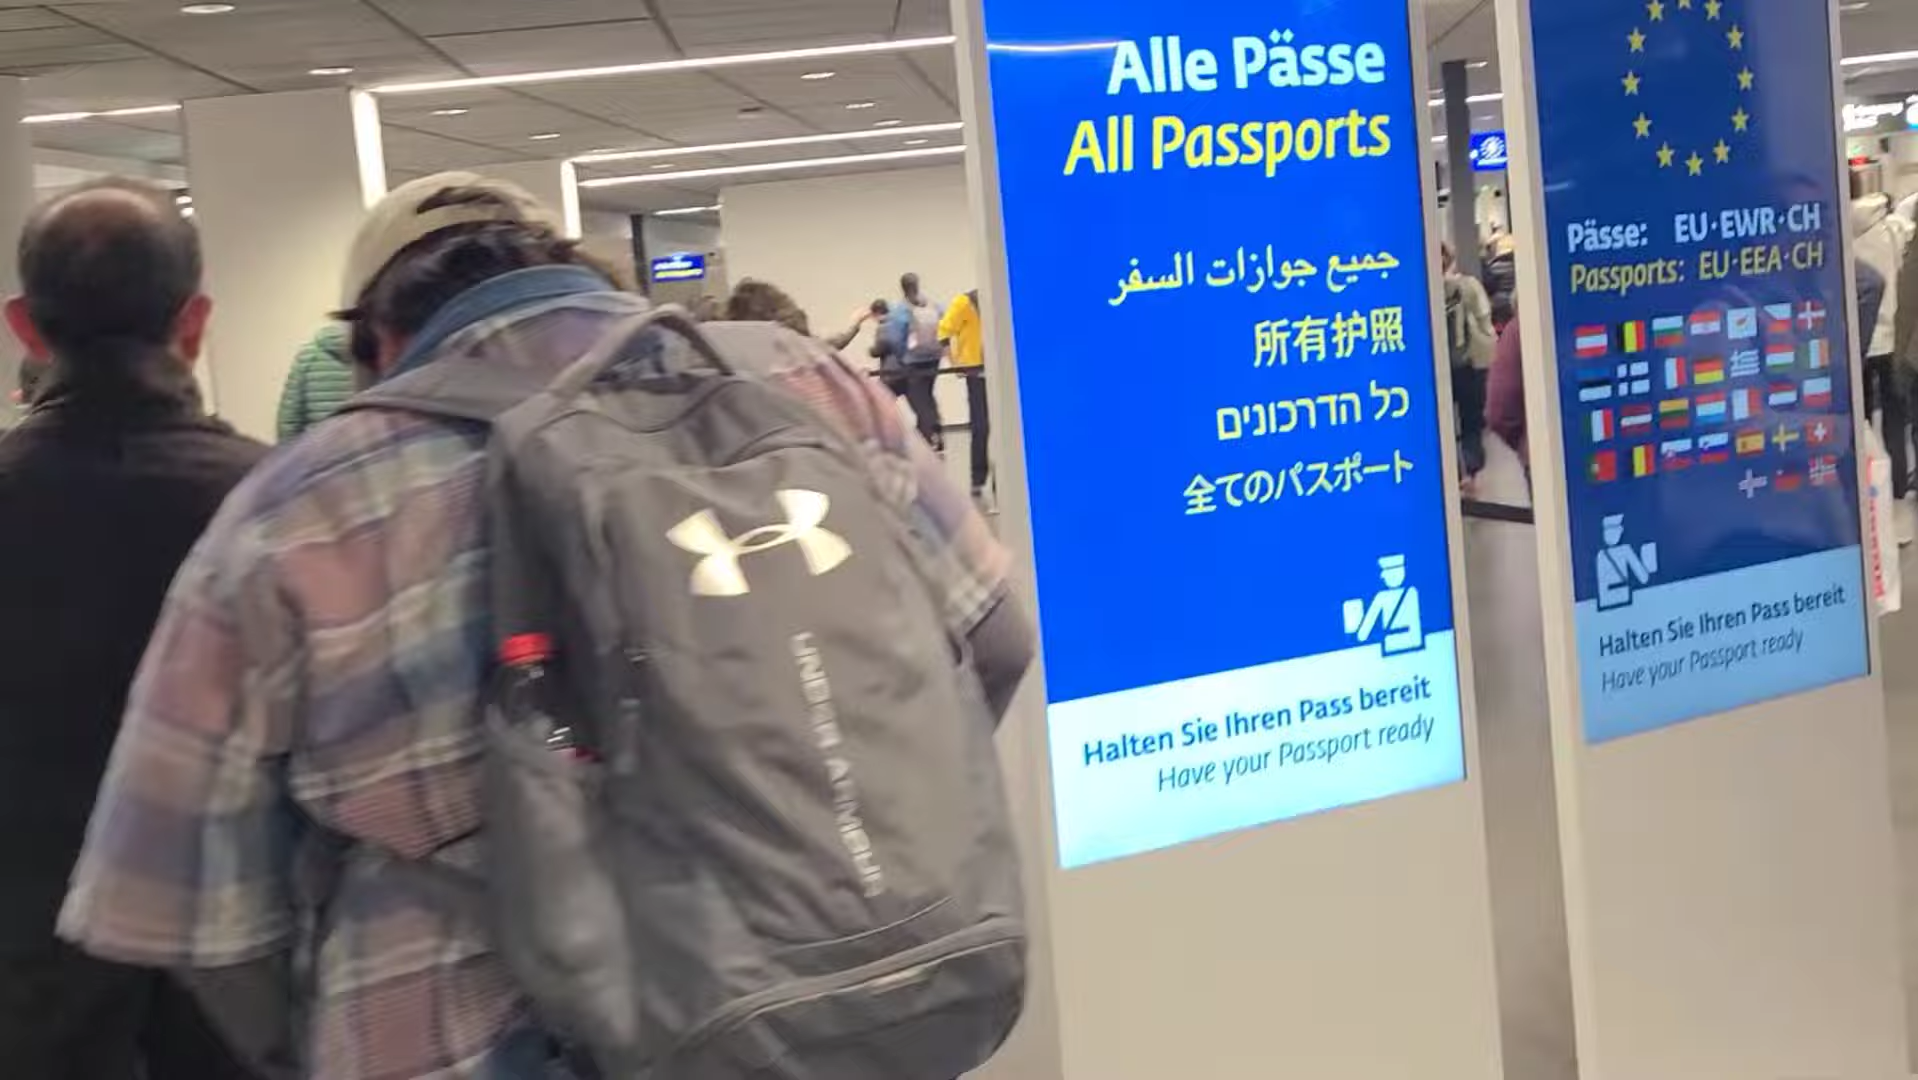 Alle Pässe
All Passports
جميع جوازات السفر
所有护照
כל הדרכונים
全てのパスポート
Halten Sie Ihren Pass bereit
Have your Passport ready
Pässe: EU·EWR·CH
Passports: EU·EEA·CH
Halten Sie Ihren Pass bereit
Have your Passport ready
UNDER ARMOUR